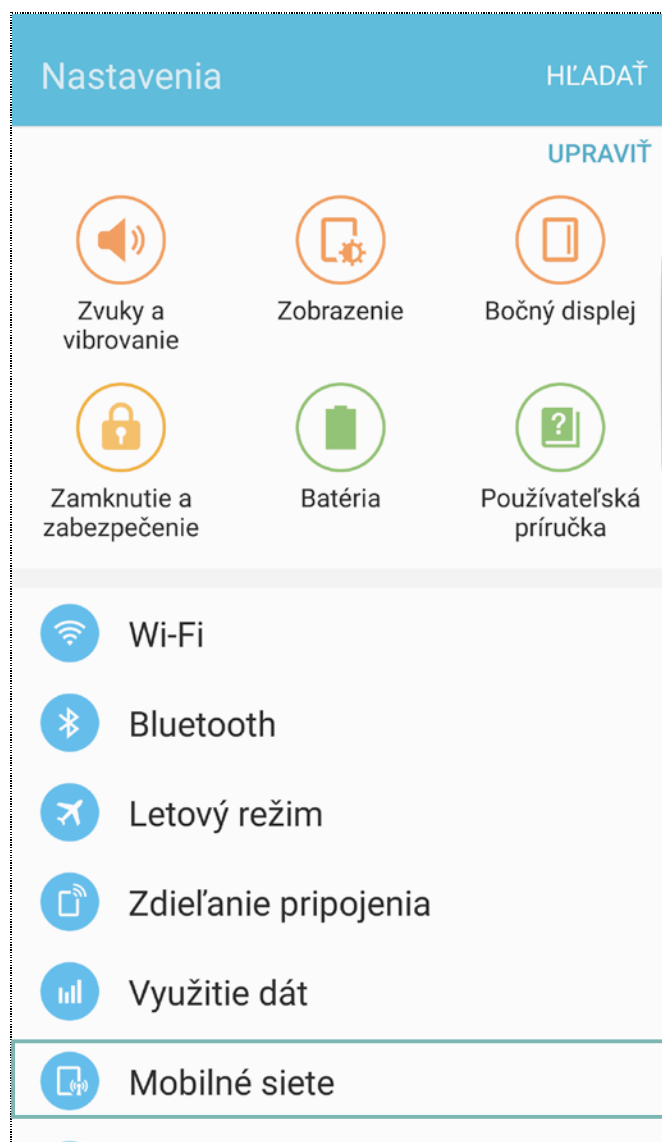 Nastavenia
HĽADAŤ
UPRAVIŤ
Zvuky a
vibrovanie
Zobrazenie
Bočný displej
Zamknutie a
zabezpečenie
Batéria
Používateľská
príručka
Wi-Fi
Bluetooth
Letový režim
Zdieľanie pripojenia
Využitie dát
Mobilné siete